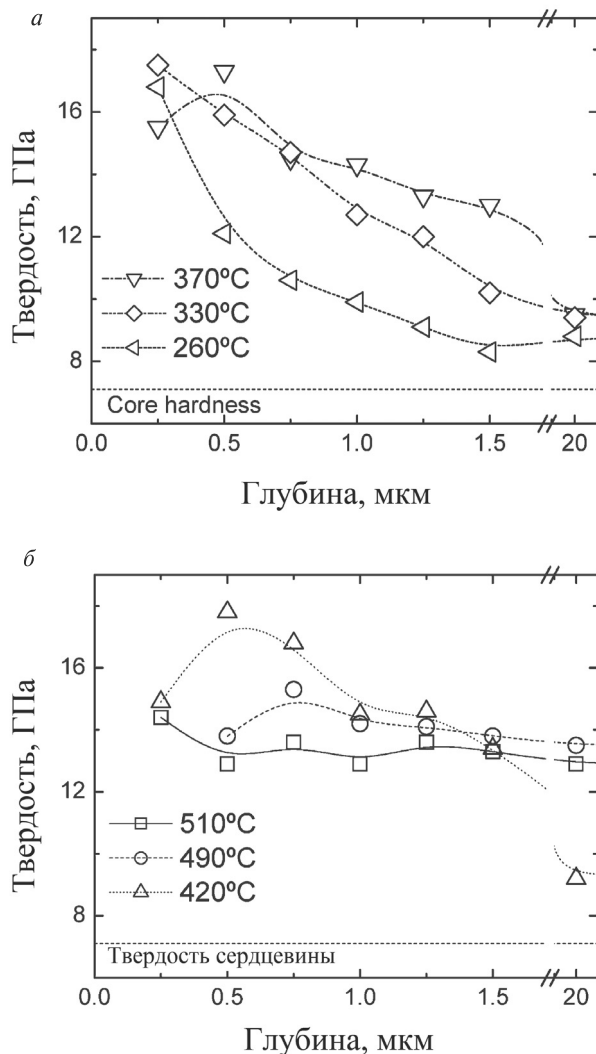 а
Твердость, ГПа
16
12
8
370ºC
330ºC
260ºC
Core hardness
0.0 0.5 1.0 1.5 20
Глубина, мкм
б
Твердость, ГПа
16
12
8
510ºC
490ºC
420ºC
Твердость сердцевины
0.0 0.5 1.0 1.5 20
Глубина, мкм